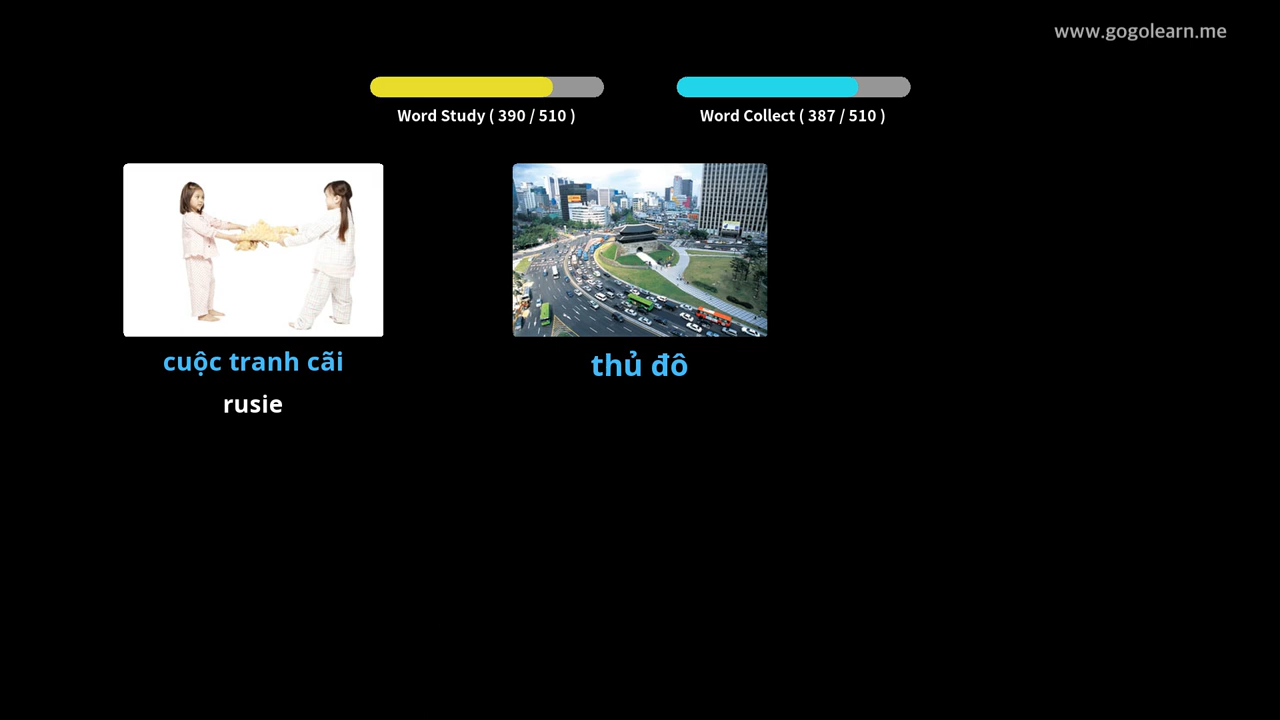 www.gogolearn.me
Word Study ( 390 / 510 )
Word Collect ( 387 / 510 )
cuộc tranh cãi
rusie
thủ đô